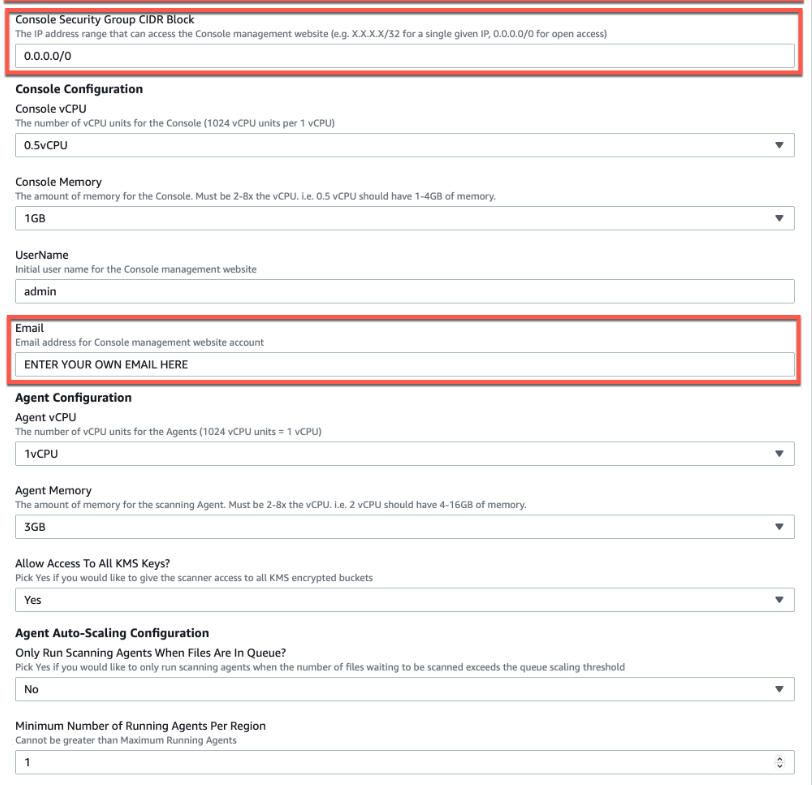 Console Security Group CIDR Block
The IP address range that can access the Console management website (e.g. X.X.X.X/32 for a single given IP, 0.0.0.0/0 for open access)
0.0.0.0/0
Console Configuration
Console vCPU
The number of vCPU units for the Console (1024 vCPU units per 1 vCPU)
0.5vCPU
Console Memory
The amount of memory for the Console. Must be 2-8x the vCPU. i.e. 0.5 vCPU should have 1-4GB of memory.
1GB
UserName
Initial user name for the Console management website
admin
Email
Email address for Console management website account
ENTER YOUR OWN EMAIL HERE
Agent Configuration
Agent vCPU
The number of vCPU units for the Agents (1024 vCPU units = 1 vCPU)
1vCPU
Agent Memory
The amount of memory for the scanning Agent. Must be 2-8x the vCPU. i.e. 2 vCPU should have 4-16GB of memory.
3GB
Allow Access To All KMS Keys?
Pick Yes if you would like to give the scanner access to all KMS encrypted buckets
Yes
Agent Auto-Scaling Configuration
Only Run Scanning Agents When Files Are In Queue?
Pick Yes if you would like to only run scanning agents when the number of files waiting to be scanned exceeds the queue scaling threshold
No
Minimum Number of Running Agents Per Region
Cannot be greater than Maximum Running Agents
1